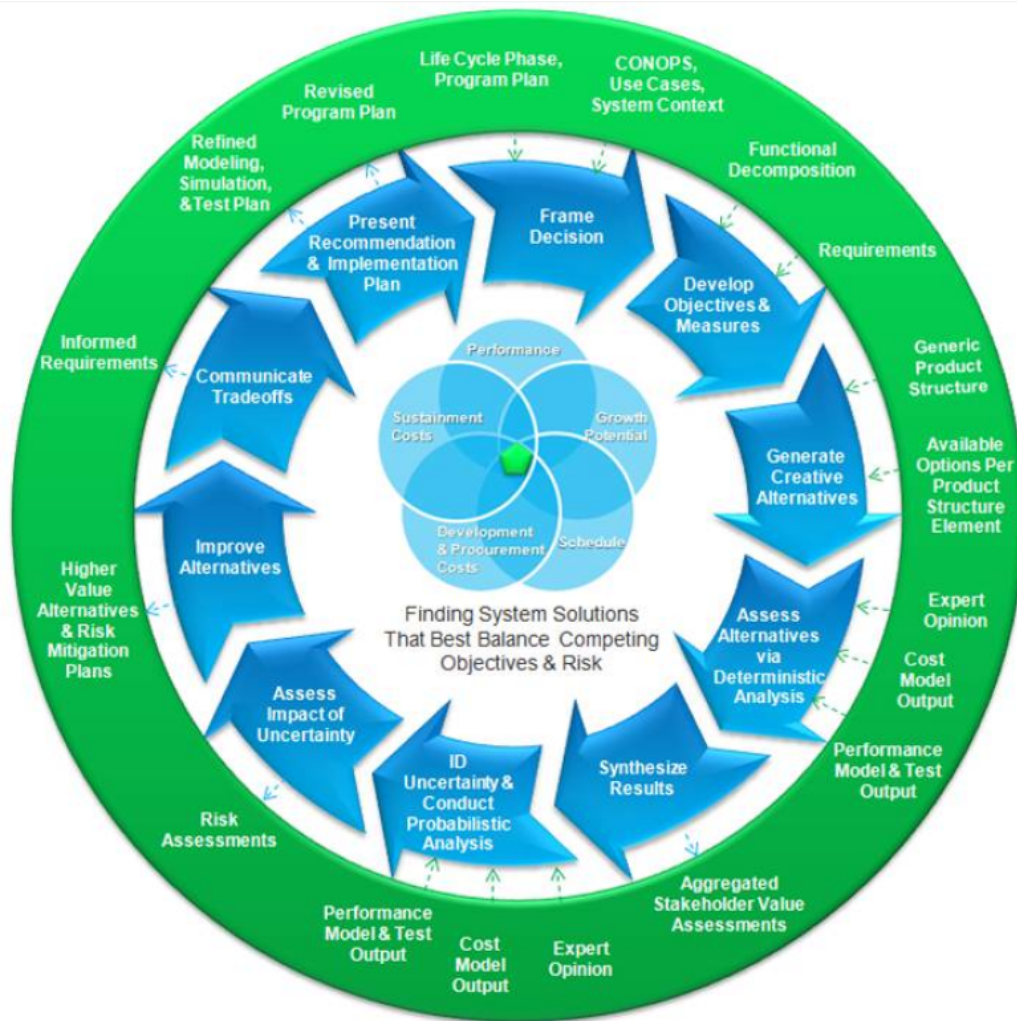 Life Cycle Phase,
Program Plan
CONOPS,
Use Cases,
System Context
Functional
Decomposition
Requirements
Generic
Product
Structure
Available
Options Per
Product
Structure
Element
Expert
Opinion
Cost
Model
Output
Performance
Model & Test
Output
Aggregated
Stakeholder Value
Assessments
Expert
Opinion
Cost
Model
Output
Performance
Model & Test
Output
Risk
Assessments
Higher
Value
Alternatives
& Risk
Mitigation
Plans
Informed
Requirements
Refined
Modeling,
Simulation,
& Test Plan
Revised
Program Plan
Frame
Decision
Develop
Objectives &
Measures
Generate
Creative
Alternatives
Assess
Alternatives
via
Deterministic
Analysis
Synthesize
Results
ID
Uncertainty &
Conduct
Probabilistic
Analysis
Assess
Impact of
Uncertainty
Improve
Alternatives
Communicate
Tradeoffs
Present
Recommendation
& Implementation
Plan
Performance
Growth
Potential
Schedule
Development
& Procurement
Costs
Sustainment
Costs
Finding System Solutions
That Best Balance Competing
Objectives & Risk